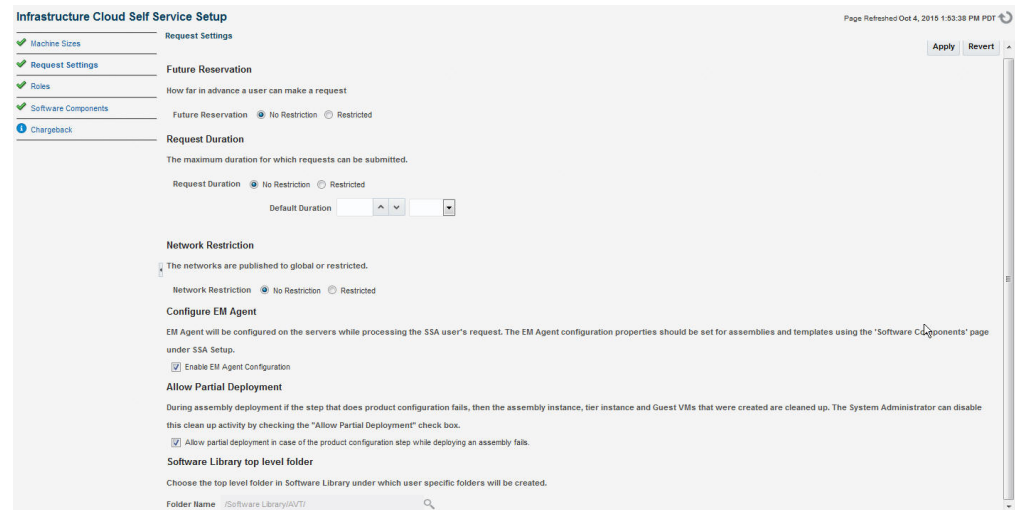 Infrastructure Cloud Self Service Setup
Page Refreshed Oct 4, 2015 1:53:38 PM PDT
Machine Sizes
Request Settings
Roles
Software Components
Chargeback
Request Settings
Apply Revert
Future Reservation
How far in advance a user can make a request
Future Reservation No Restriction Restricted
Request Duration
The maximum duration for which requests can be submitted.
Request Duration No Restriction Restricted
Default Duration
Network Restriction
The networks are published to global or restricted.
Network Restriction No Restriction Restricted
Configure EM Agent
EM Agent will be configured on the servers while processing the SSA user's request. The EM Agent configuration properties should be set for assemblies and templates using the 'Software Components' page
under SSA Setup.
Enable EM Agent Configuration
Allow Partial Deployment
During assembly deployment if the step that does product configuration fails, then the assembly instance, tier instance and Guest VMs that were created are cleaned up. The System Administrator can disable
this clean up activity by checking the "Allow Partial Deployment" check box.
Allow partial deployment in case of the product configuration step while deploying an assembly fails.
Software Library top level folder
Choose the top level folder in Software Library under which user specific folders will be created.
Folder Name /Software Library/AVT/